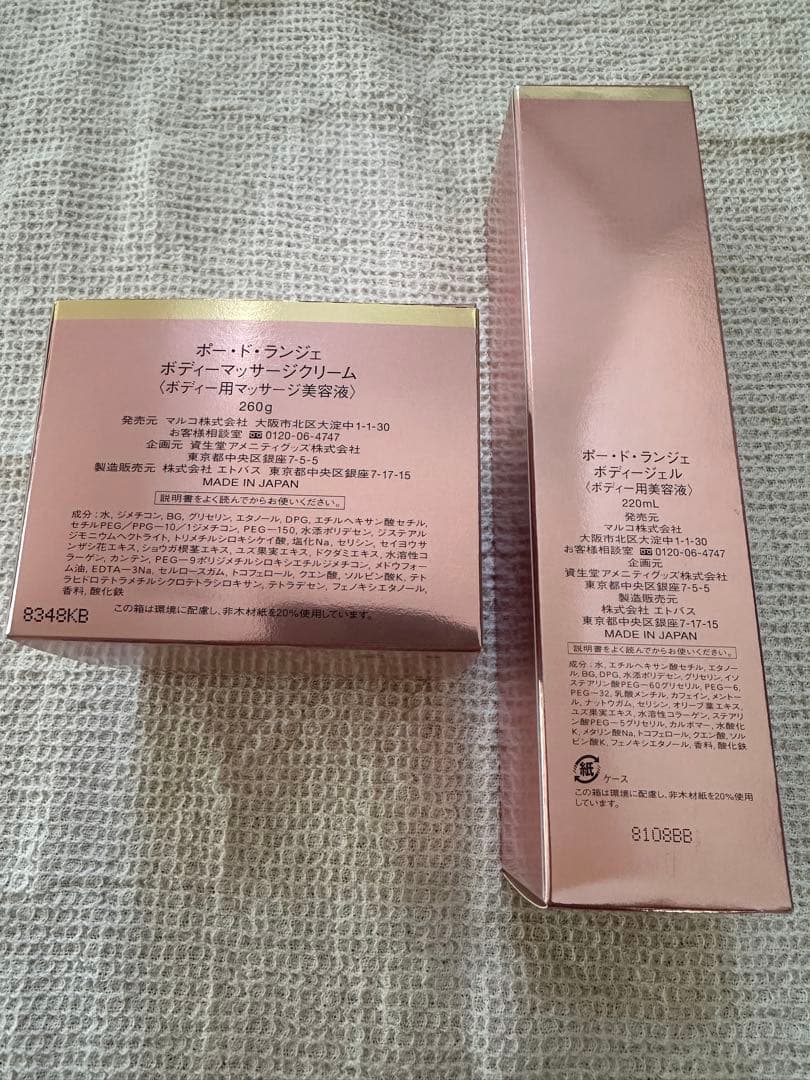 ポー・ド・ランジェ
ボディーマッサージクリーム
〈ボディー用マッサージ美容液〉
260g
発売元 マルコ株式会社 大阪市北区大淀中1-1-30
お客様相談室 0120-06-4747
企画元 資生堂アメニティグッズ株式会社
東京都中央区銀座7-5-5
製造販売元 株式会社 エトバス 東京都中央区銀座7-17-15
MADE IN JAPAN
説明書をよく読んでからお使いください。
成分：水, ジメチコン, BG, グリセリン, エタノール, DPG, エチルヘキサン酸セチル,
セチルPEG／PPG－10／1ジメチコン, PEG－150, 水添ポリデセン, ジステアル
ジモニウムヘクトライト, トリメチルシロキシケイ酸, 塩化Na, セリシン, セイヨウサ
ンザシ花エキス, ショウガ根茎エキス, ユズ果実エキス, ドクダミエキス, 水溶性コ
ラーゲン, カンテン, PEG－9ポリジメチルシロキシエチルジメチコン, メドウフォー
ム油, EDTA－3Na, セルロースガム, トコフェロール, クエン酸, ソルビン酸K, テト
ラヒドロテトラメチルシクロテトラシロキサン, テトラデセン, フェノキシエタノール,
香料, 酸化鉄
この箱は環境に配慮し、非木材紙を20％使用しています。
8348KB
ポー・ド・ランジェ
ボディージェル
〈ボディー用美容液〉
220mL
発売元
マルコ株式会社
大阪市北区大淀中1-1-30
お客様相談室 0120-06-4747
企画元
資生堂アメニティグッズ株式会社
東京都中央区銀座7-5-5
製造販売元
株式会社 エトバス
東京都中央区銀座7-17-15
MADE IN JAPAN
説明書をよく読んでからお使いください。
成分：水, エチルヘキサン酸セチル, エタノー
ル, BG, DPG, 水添ポリデセン, グリセリン, イソ
ステアリン酸PEG－60グリセリル, PEG－6,
PEG－32, 乳酸メンチル, カフェイン, メントー
ル, ナットウガム, セリシン, オリーブ葉エキス,
ユズ果実エキス, 水溶性コラーゲン, ステアリ
ン酸PEG－5グリセリル, カルボマー, 水酸化
K, メタリン酸Na, トコフェロール, クエン酸, ソル
ビン酸K, フェノキシエタノール, 香料, 酸化鉄
紙 ケース
この箱は環境に配慮し、非木材紙を20％使用
しています。
8108BB